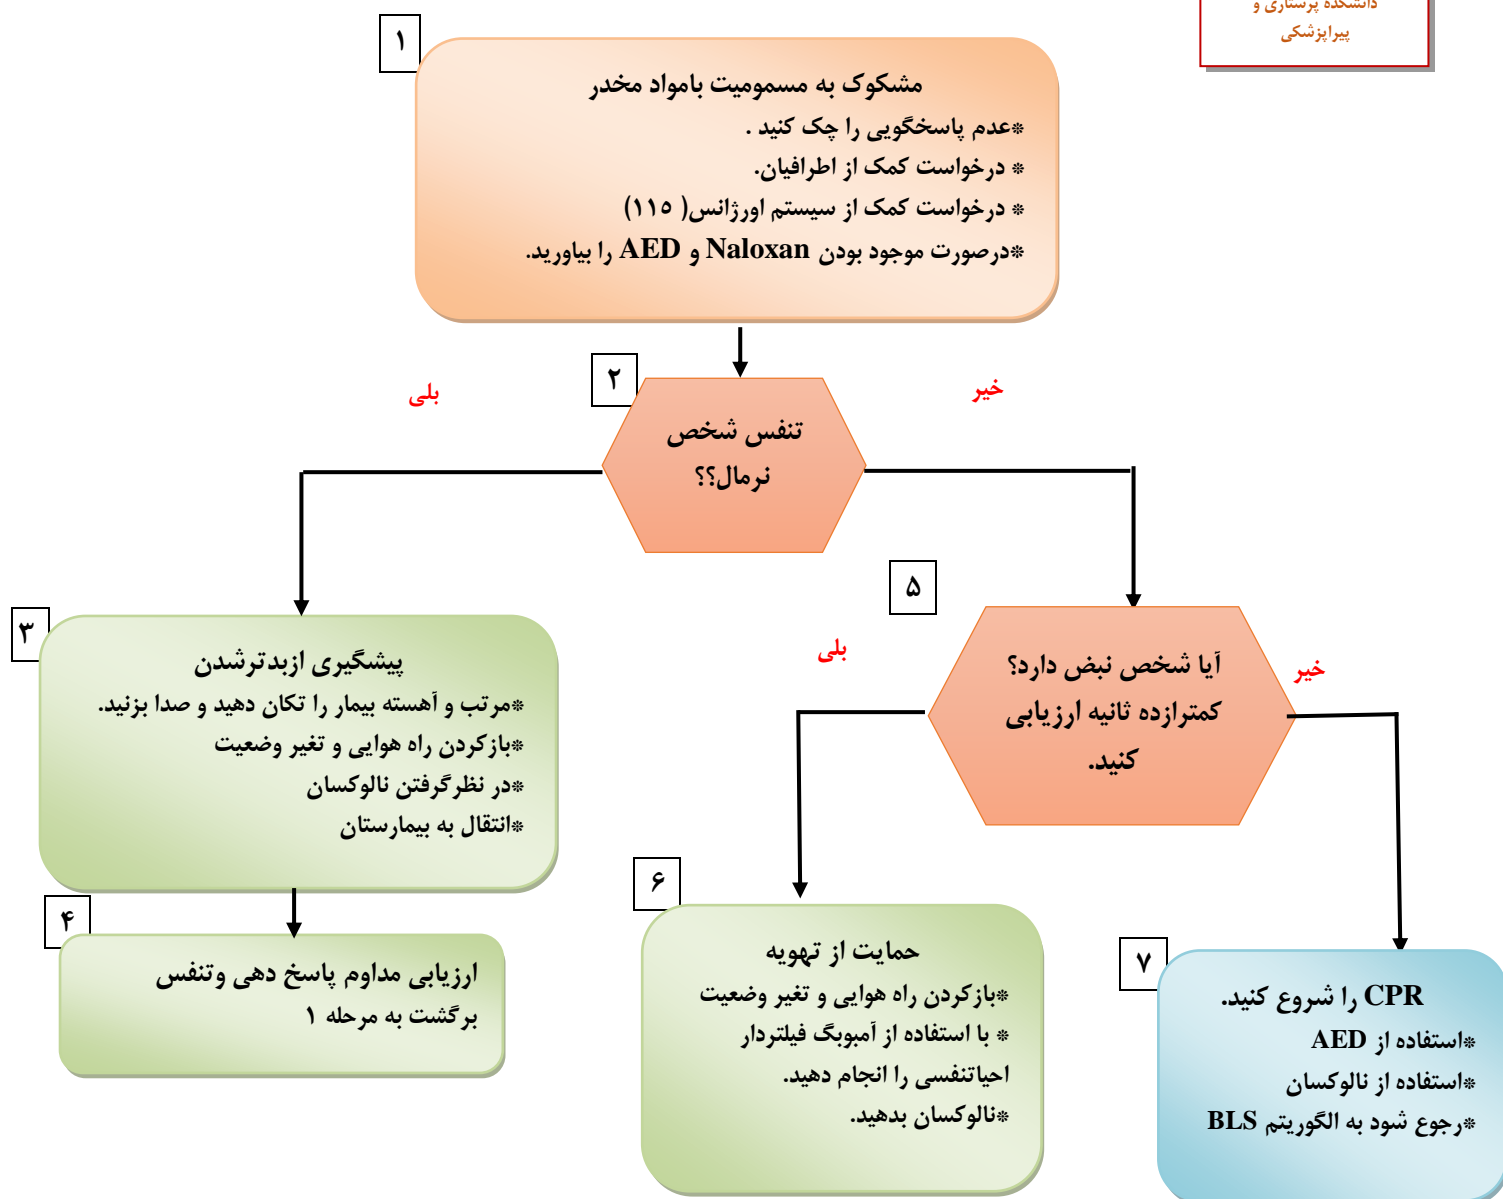 دانشکده پرستاری و
پیراپزشکی
۱
مشکوک به مسمومیت بامواد مخدر
*عدم پاسخگویی را چک کنید .
* درخواست کمک از اطرافیان.
* درخواست کمک از سیستم اورژانس( ۱۱۵)
*درصورت موجود بودن Naloxan و AED را بیاورید.
۲
تنفس شخص
نرمال؟؟
بلی
خیر
۳
پیشگیری ازبدترشدن
*مرتب و آهسته بیمار را تکان دهید و صدا بزنید.
*بازکردن راه هوایی و تغیر وضعیت
*در نظرگرفتن نالوکسان
*انتقال به بیمارستان
۴
ارزیابی مداوم پاسخ دهی وتنفس
برگشت به مرحله ۱
۵
آیا شخص نبض دارد؟
کمترازده ثانیه ارزیابی
کنید.
بلی
خیر
۶
حمایت از تهویه
*بازکردن راه هوایی و تغیر وضعیت
* با استفاده از آمبوبگ فیلتردار
احیاتنفسی را انجام دهید.
*نالوکسان بدهید.
۷
CPR را شروع کنید.
*استفاده از AED
*استفاده از نالوکسان
*رجوع شود به الگوریتم BLS